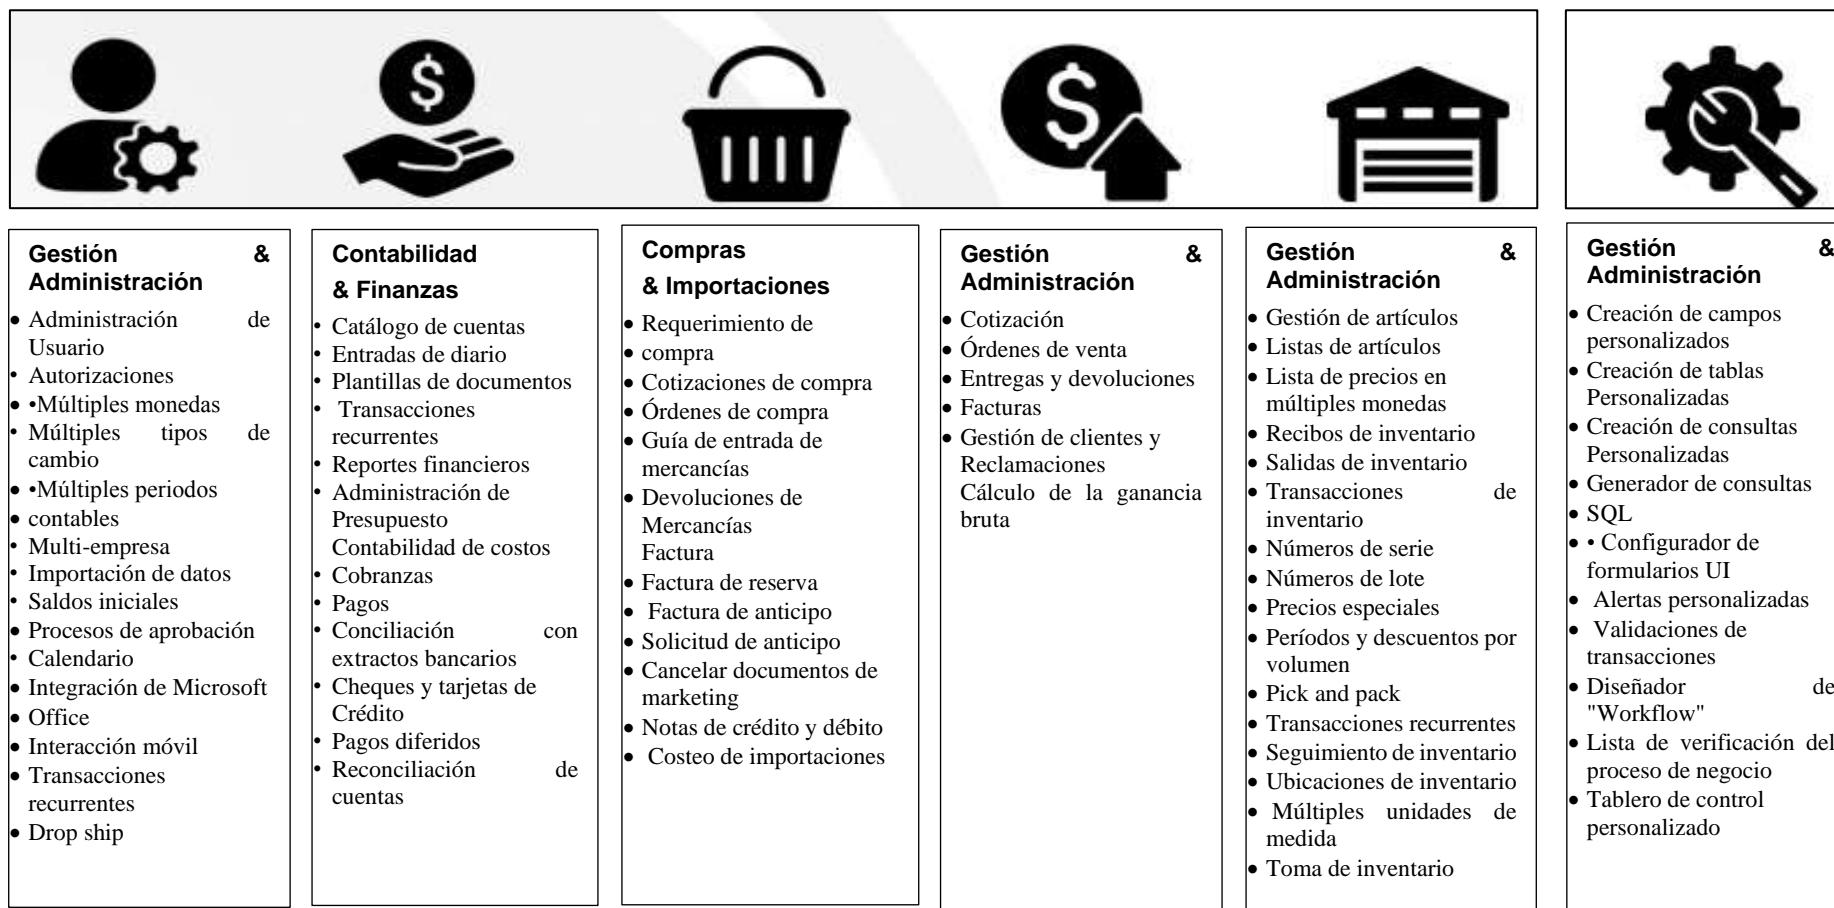 $
$
Gestión &
Administración
• Administración de
Usuario
• Autorizaciones
• •Múltiples monedas
• Múltiples tipos de
cambio
• •Múltiples periodos
• contables
• Multi-empresa
• Importación de datos
• Saldos iniciales
• Procesos de aprobación
• Calendario
• Integración de Microsoft
• Office
• Interacción móvil
• Transacciones
recurrentes
• Drop ship
Contabilidad
& Finanzas
• Catálogo de cuentas
• Entradas de diario
• Plantillas de documentos
• Transacciones
recurrentes
• Reportes financieros
• Administración de
Presupuesto
Contabilidad de costos
• Cobranzas
• Pagos
• Conciliación con
extractos bancarios
• Cheques y tarjetas de
Crédito
• Pagos diferidos
• Reconciliación de
cuentas
Compras
& Importaciones
• Requerimiento de
• compra
• Cotizaciones de compra
• Órdenes de compra
• Guía de entrada de
mercancías
• Devoluciones de
Mercancías
Factura
• Factura de reserva
• Factura de anticipo
• Solicitud de anticipo
• Cancelar documentos de
marketing
• Notas de crédito y débito
• Costeo de importaciones
Gestión &
Administración
• Cotización
• Órdenes de venta
• Entregas y devoluciones
• Facturas
• Gestión de clientes y
Reclamaciones
Cálculo de la ganancia
bruta
Gestión &
Administración
• Gestión de artículos
• Listas de artículos
• Lista de precios en
múltiples monedas
• Recibos de inventario
• Salidas de inventario
• Transacciones de
inventario
• Números de serie
• Números de lote
• Precios especiales
• Períodos y descuentos por
volumen
• Pick and pack
• Transacciones recurrentes
• Seguimiento de inventario
• Ubicaciones de inventario
• Múltiples unidades de
medida
• Toma de inventario
Gestión &
Administración
• Creación de campos
personalizados
• Creación de tablas
Personalizadas
• Creación de consultas
Personalizadas
• Generador de consultas
• SQL
• • Configurador de
formularios UI
• Alertas personalizadas
• Validaciones de
transacciones
• Diseñador de
"Workflow"
• Lista de verificación del
proceso de negocio
• Tablero de control
personalizado